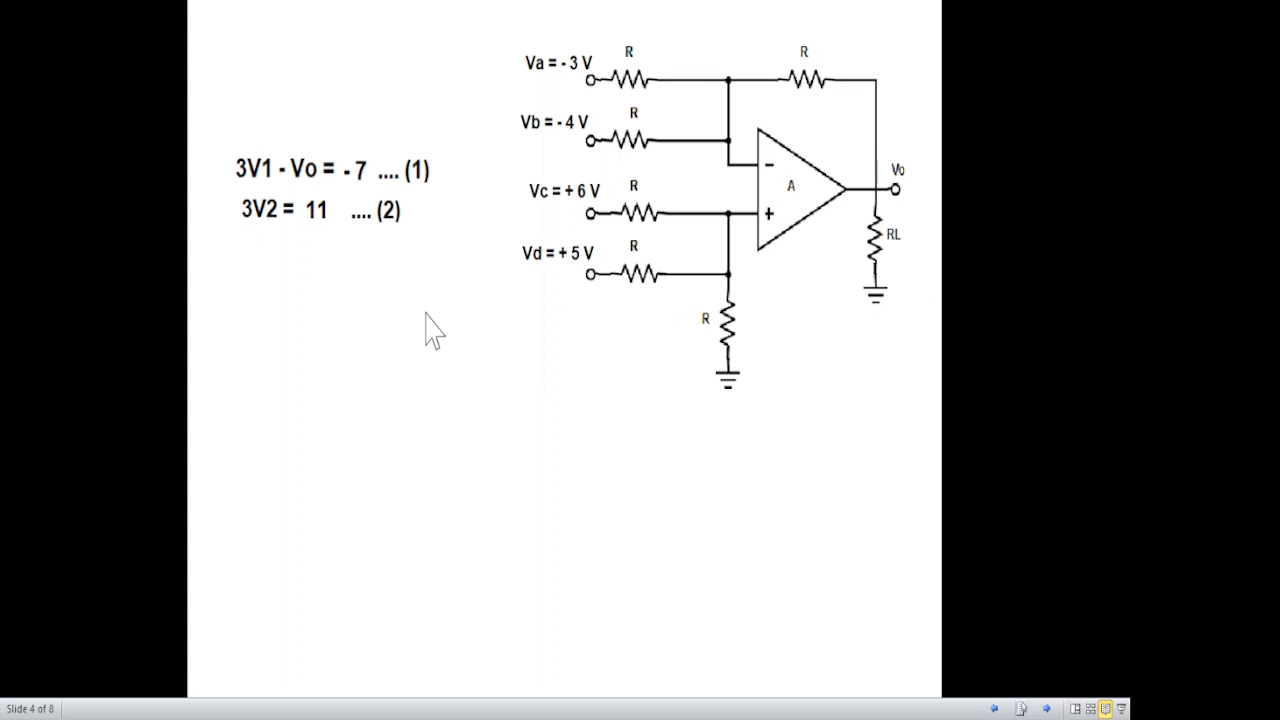 R
R
Va = - 3 V
Vb = - 4 V
R
3V1 - Vo = - 7 .... (1)
3V2 = 11 .... (2)
Vc = + 6 V
R
-
A
+
Vo
Vd = + 5 V
R
RL
R
Slide 4 of 8